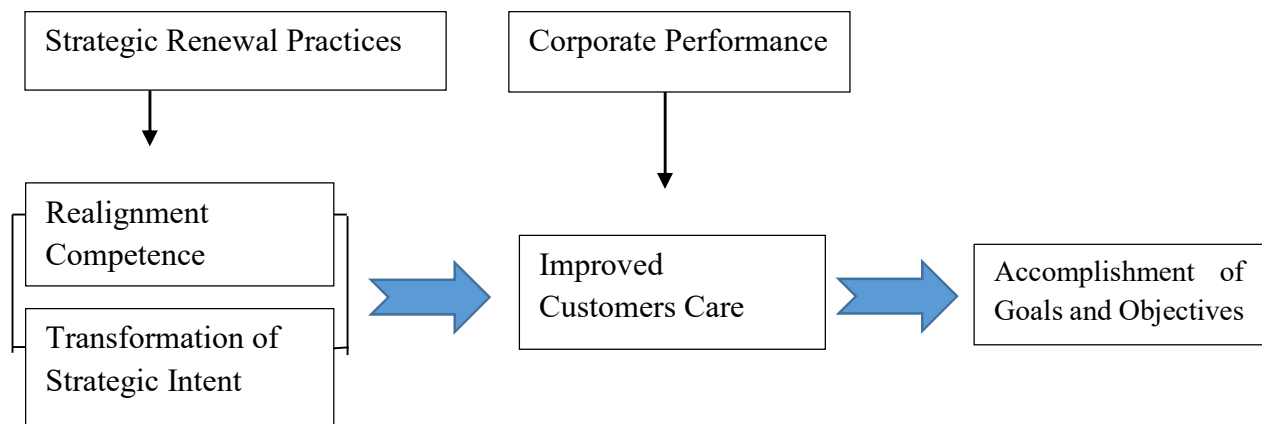 Strategic Renewal Practices
Corporate Performance
Realignment
Competence
Transformation of
Strategic Intent
Improved
Customers Care
Accomplishment of
Goals and Objectives